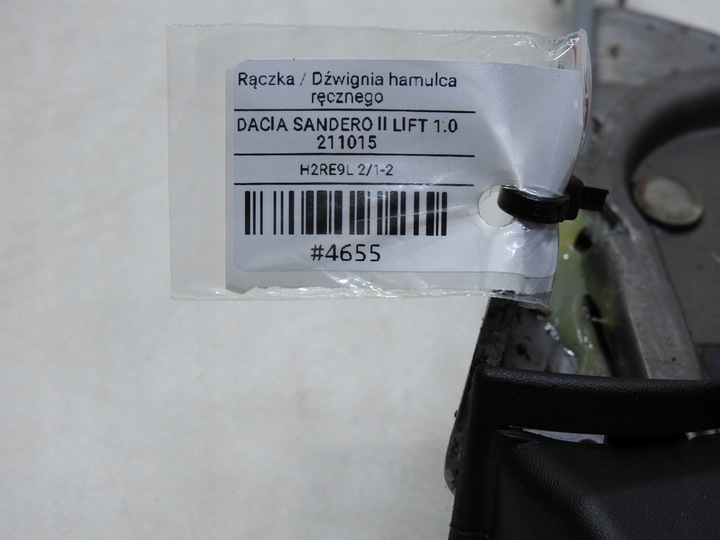 Rączka / Dźwignia hamulca
ręcznego
DACIA SANDERO II LIFT 1.0
211015
H2RE9L 2/1-2
#4655